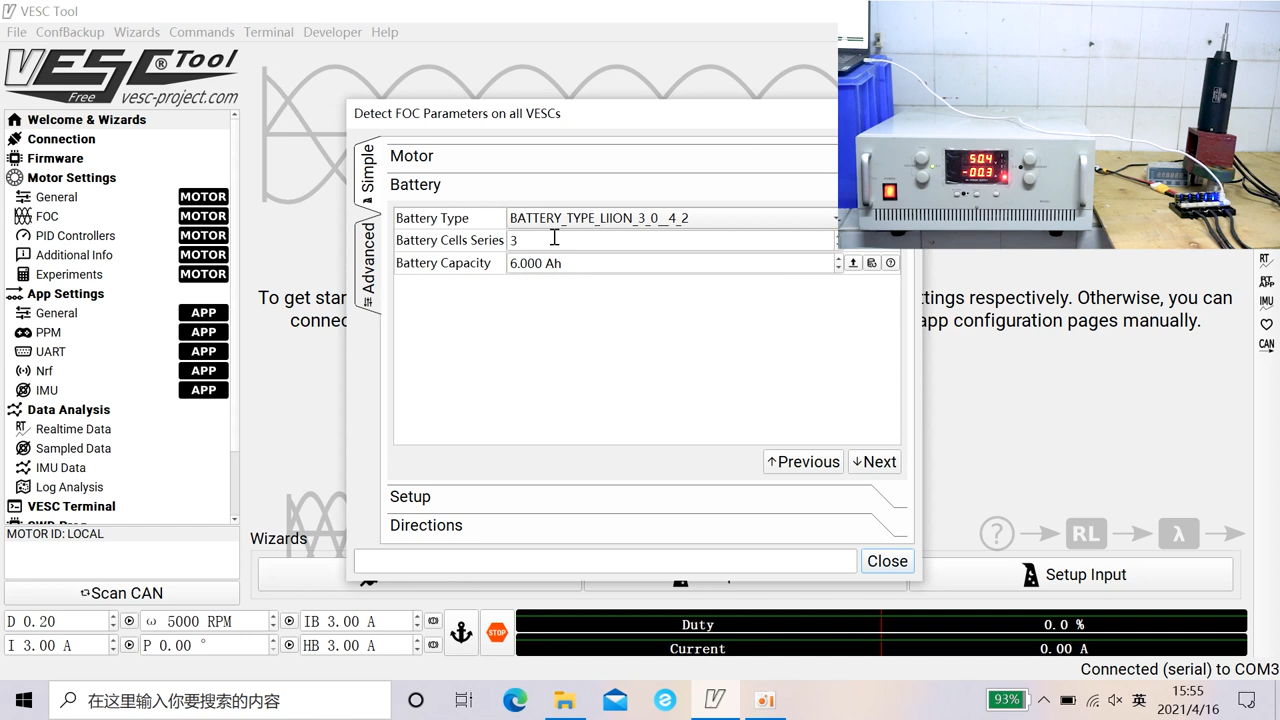 VESC Tool
File ConfBackup Wizards Commands Terminal Developer Help
VESC® Tool
Free vesc-project.com
Welcome & Wizards
Connection
Firmware
Motor Settings
General MOTOR
FOC MOTOR
PID Controllers MOTOR
Additional Info MOTOR
Experiments MOTOR
App Settings
General APP
PPM APP
UART APP
Nrf APP
IMU APP
Data Analysis
Realtime Data
Sampled Data
IMU Data
Log Analysis
VESC Terminal
MOTOR ID: LOCAL
Scan CAN
Detect FOC Parameters on all VESCs
Simple
Advanced
Motor
Battery
Battery Type BATTERY_TYPE_LIION_3_0__4_2
Battery Cells Series 3
Battery Capacity 6.000 Ah
Previous Next
Setup
Directions
Close
50.4
-00.3
To get star
tings respectively. Otherwise, you can
connec
app configuration pages manually.
RT
RT
APP
IMU
CAN
? RL λ
Wizards
Setup Input
D 0.20 ω 5000 RPM IB 3.00 A
I 3.00 A P 0.00 ° HB 3.00 A
STOP
Duty 0.0 %
Current 0.00 A
Connected (serial) to COM3
在这里输入你要搜索的内容
93% 英 15:55
2021/4/16